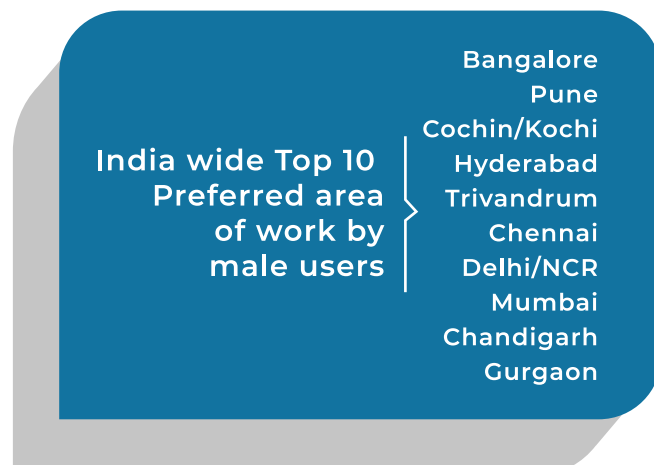 India wide Top 10
Preferred area
of work by
male users
Bangalore
Pune
Cochin/Kochi
Hyderabad
Trivandrum
Chennai
Delhi/NCR
Mumbai
Chandigarh
Gurgaon